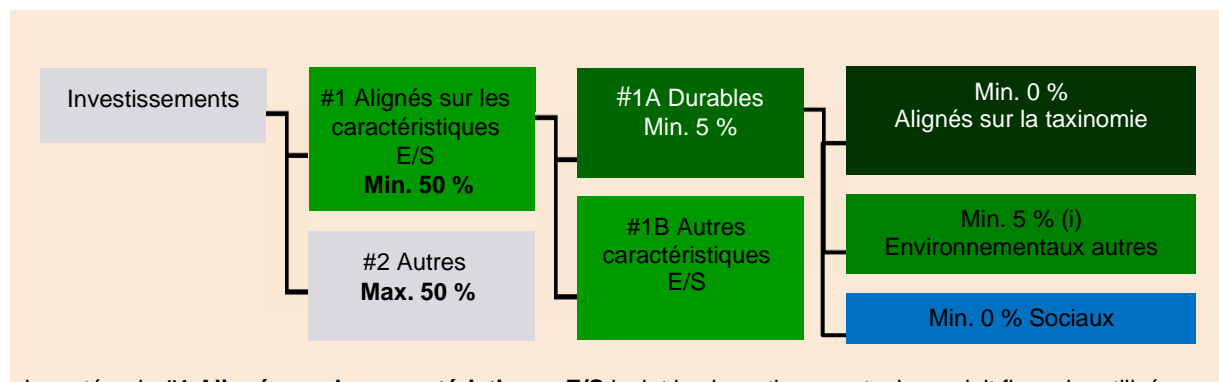 Investissements
#1 Alignés sur les
caractéristiques
E/S
Min. 50 %
#2 Autres
Max. 50 %
#1A Durables
Min. 5 %
#1B Autres
caractéristiques
E/S
Min. 0 %
Alignés sur la taxinomie
Min. 5 % (i)
Environnementaux autres
Min. 0 % Sociaux